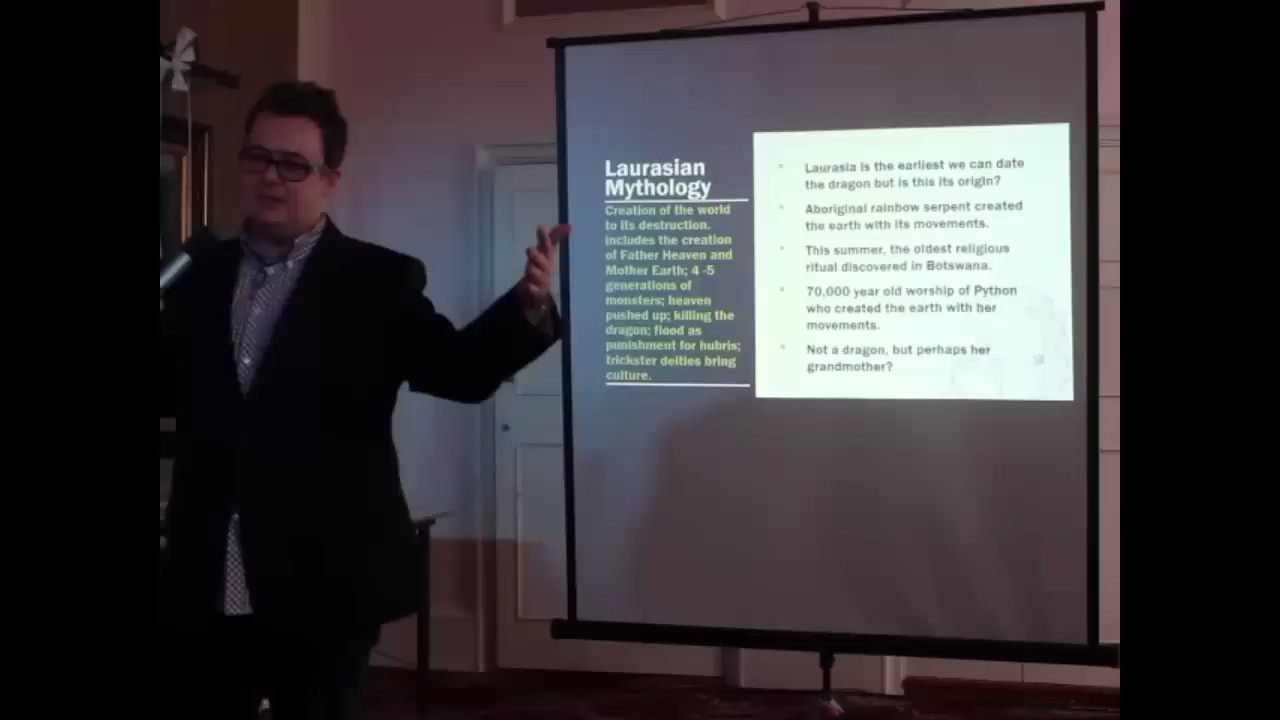 Laurasian
Mythology
Creation of the world
to its destruction.
includes the creation
of Father Heaven and
Mother Earth; 4 -5
generations of
monsters; heaven
pushed up; killing the
dragon; flood as
punishment for hubris;
trickster deities bring
culture.
Laurasia is the earliest we can date
the dragon but is this its origin?
Aboriginal rainbow serpent created
the earth with its movements.
This summer, the oldest religious
ritual discovered in Botswana.
70,000 year old worship of Python
who created the earth with her
movements.
Not a dragon, but perhaps her
grandmother?